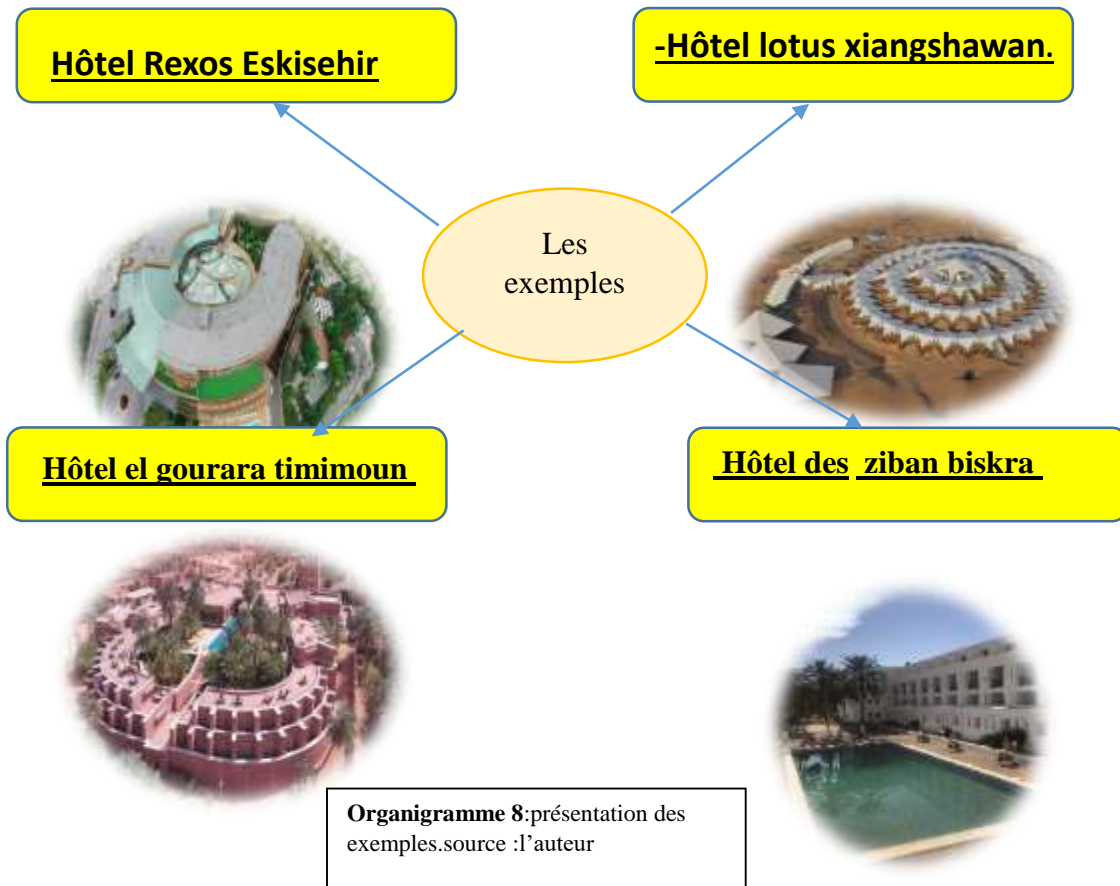 Hôtel Rexos Eskisehir
-Hôtel lotus xiangshawan.
Les
exemples
Hôtel el gourara timimoun
Hôtel des ziban biskra
Organigramme 8:présentation des
exemples.source :l'auteur